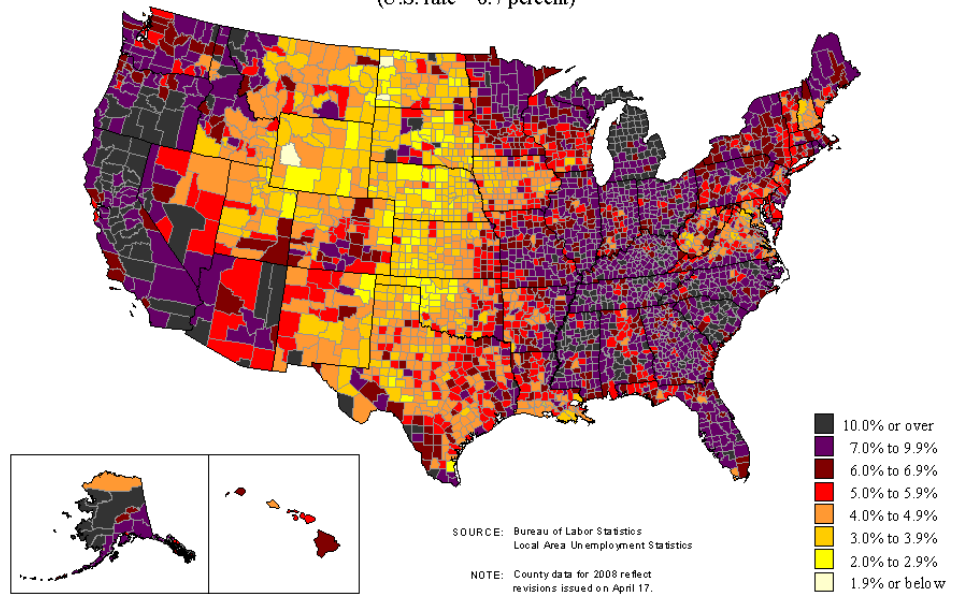 10.0% or over
7.0% to 9.9%
6.0% to 6.9%
5.0% to 5.9%
4.0% to 4.9%
3.0% to 3.9%
2.0% to 2.9%
1.9% or below
SOURCE: Bureau of Labor Statistics
Local Area Unemployment Statistics
NOTE: County data for 2008 reflect
revisions issued on April 17.